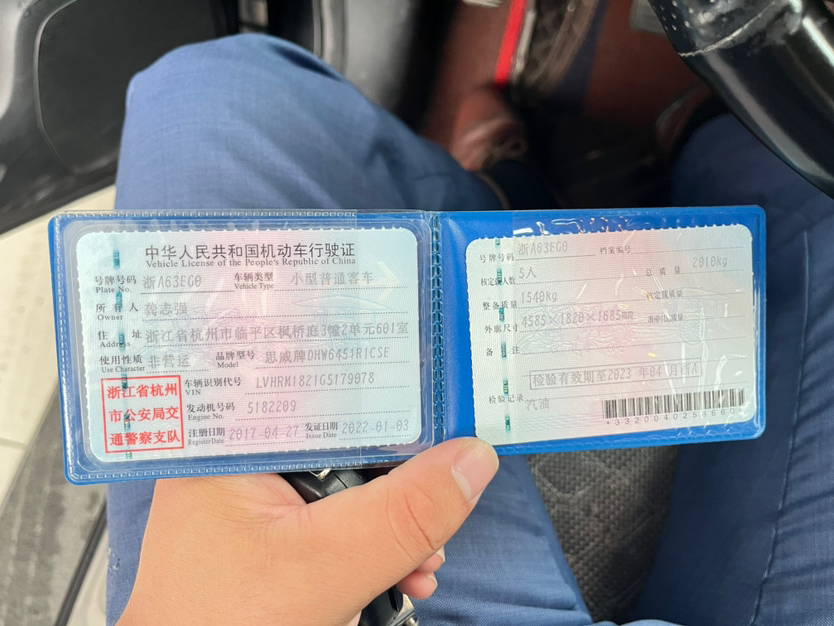 中华人民共和国机动车行驶证
Vehicle License of the People's Republic of China
号牌号码 浙A63EG0 车辆类型 小型普通客车
Plate No. Vehicle Type
所有人 龚志强
Owner
住址 浙江省杭州市临平区枫桥庭3幢2单元601室
Address
使用性质 非营运 品牌型号 思威牌DHW6451R1CSE
Use Character Model
浙江省杭州
市公安局交
通警察支队
车辆识别代号 LVHRM1821G5179078
VIN
发动机号码 5182209
Engine No.
注册日期 2017-04-27 发证日期 2022-01-03
Register Date Issue Date
号牌号码 浙A63EG0 档案编号
核定载人数 5人 总质量 2010kg
整备质量 1540kg 核定载质量
外廓尺寸 4585×1820×1685mm 准牵引总质量
备注
检验有效期至2023年04月浙A
检验记录 汽油